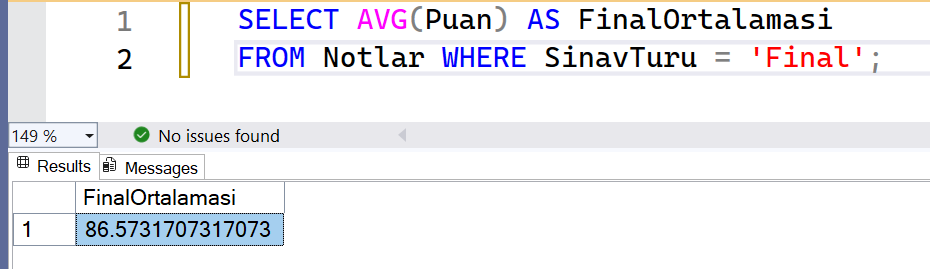 1 SELECT AVG(Puan) AS FinalOrtalamasi
2 FROM Notlar WHERE SinavTuru = 'Final';
149 % No issues found
Results Messages
FinalOrtalamasi
1 86.5731707317073